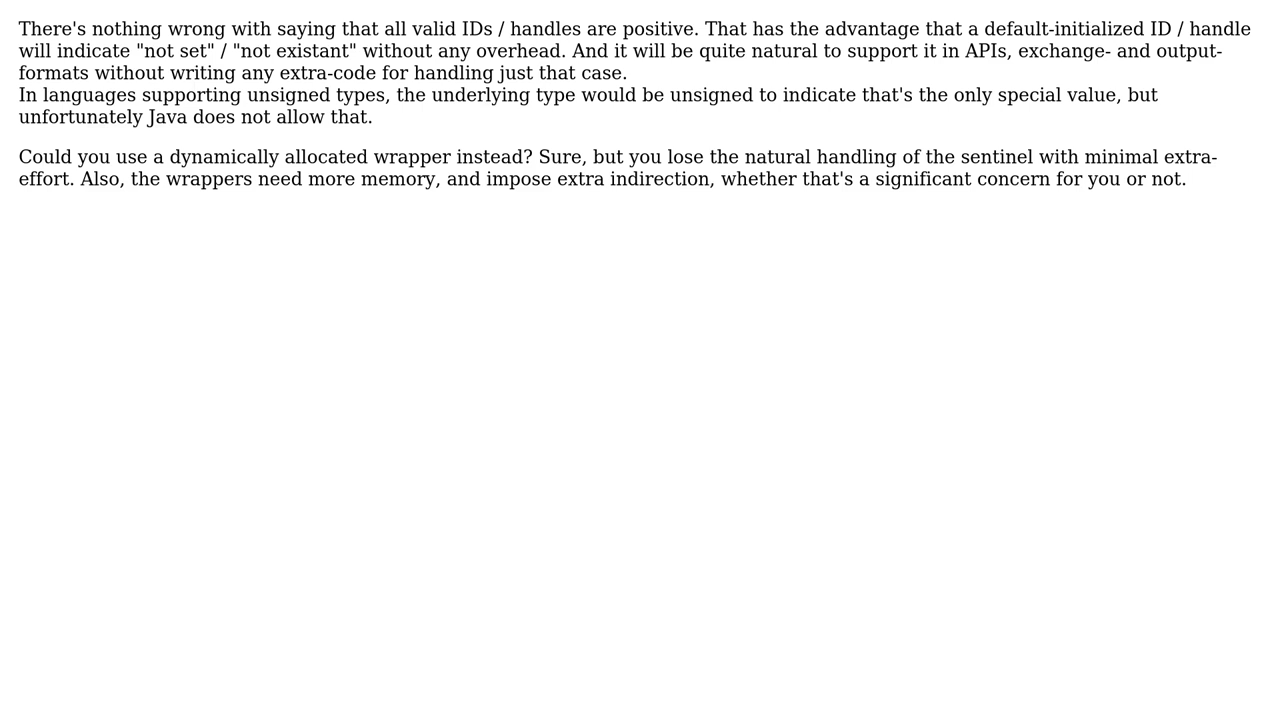 There's nothing wrong with saying that all valid IDs / handles are positive. That has the advantage that a default-initialized ID / handle
will indicate "not set" / "not existant" without any overhead. And it will be quite natural to support it in APIs, exchange- and output-
formats without writing any extra-code for handling just that case.
In languages supporting unsigned types, the underlying type would be unsigned to indicate that's the only special value, but
unfortunately Java does not allow that.
Could you use a dynamically allocated wrapper instead? Sure, but you lose the natural handling of the sentinel with minimal extra-
effort. Also, the wrappers need more memory, and impose extra indirection, whether that's a significant concern for you or not.